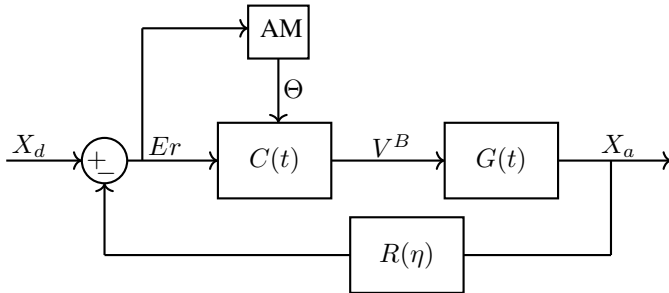 AM
Θ
X_d
+
−
Er
C(t)
V^B
G(t)
X_a
R(η)